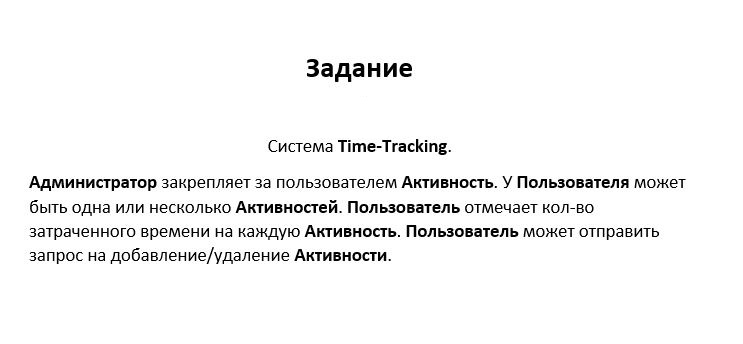 Задание
Система Time-Tracking.
Администратор закрепляет за пользователем Активность. У Пользователя может
быть одна или несколько Активностей. Пользователь отмечает кол-во
затраченного времени на каждую Активность. Пользователь может отправить
запрос на добавление/удаление Активности.